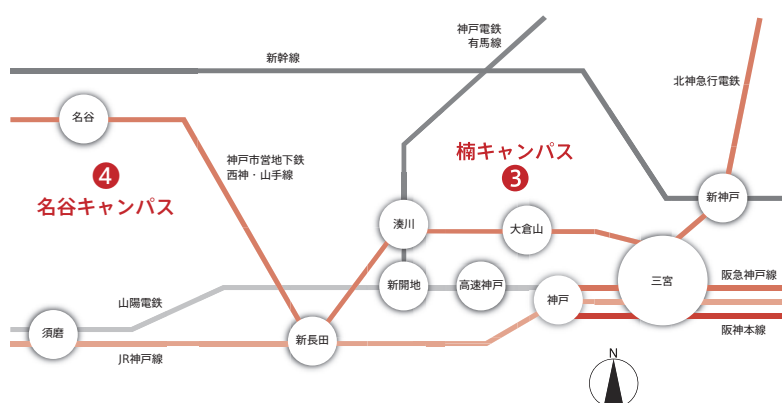 神戸電鉄
有馬線
新幹線
北神急行電鉄
名谷
神戸市営地下鉄
西神・山手線
楠キャンパス
3
4
名谷キャンパス
新神戸
湊川
大倉山
三宮
阪急神戸線
新開地
高速神戸
神戸
山陽電鉄
須磨
新長田
阪神本線
JR神戸線
N